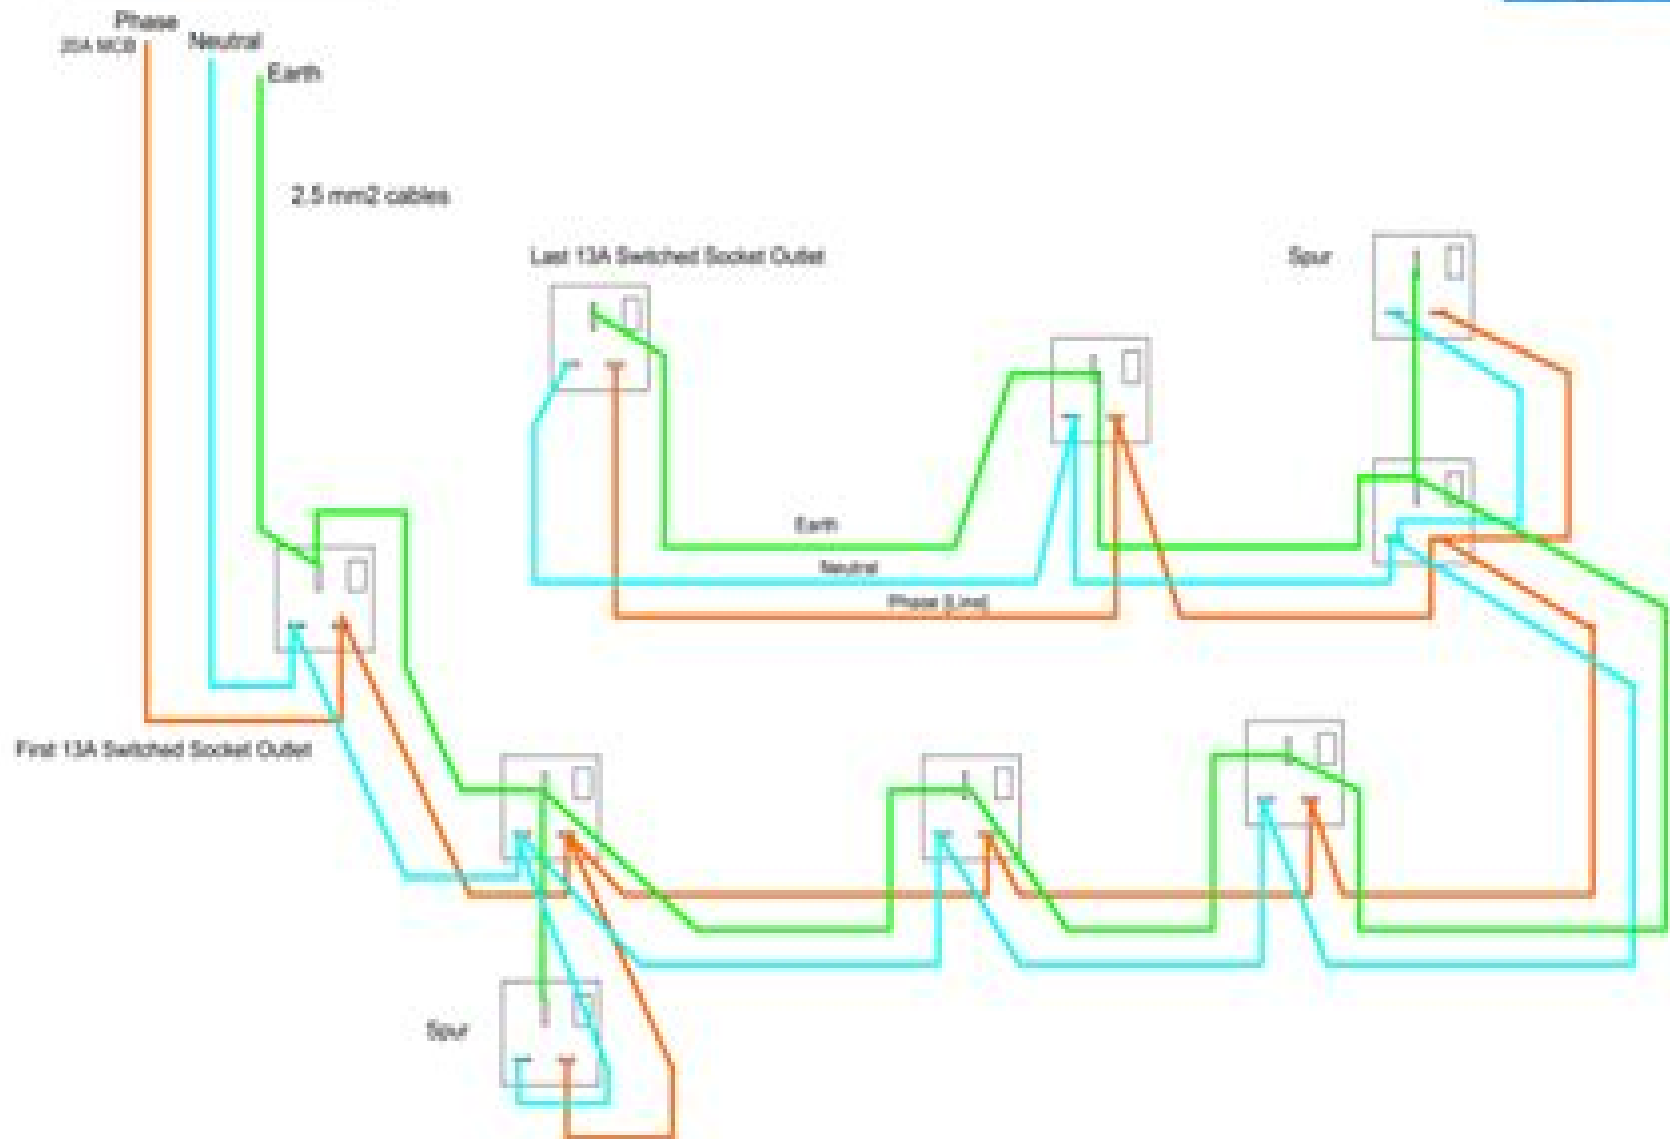 Phase
20A MCB
Neutral
Earth
2.5 mm2 cables
Last 13A Switched Socket Outlet
Spur
Earth
Neutral
Phase [Line]
First 13A Switched Socket Outlet
Spur